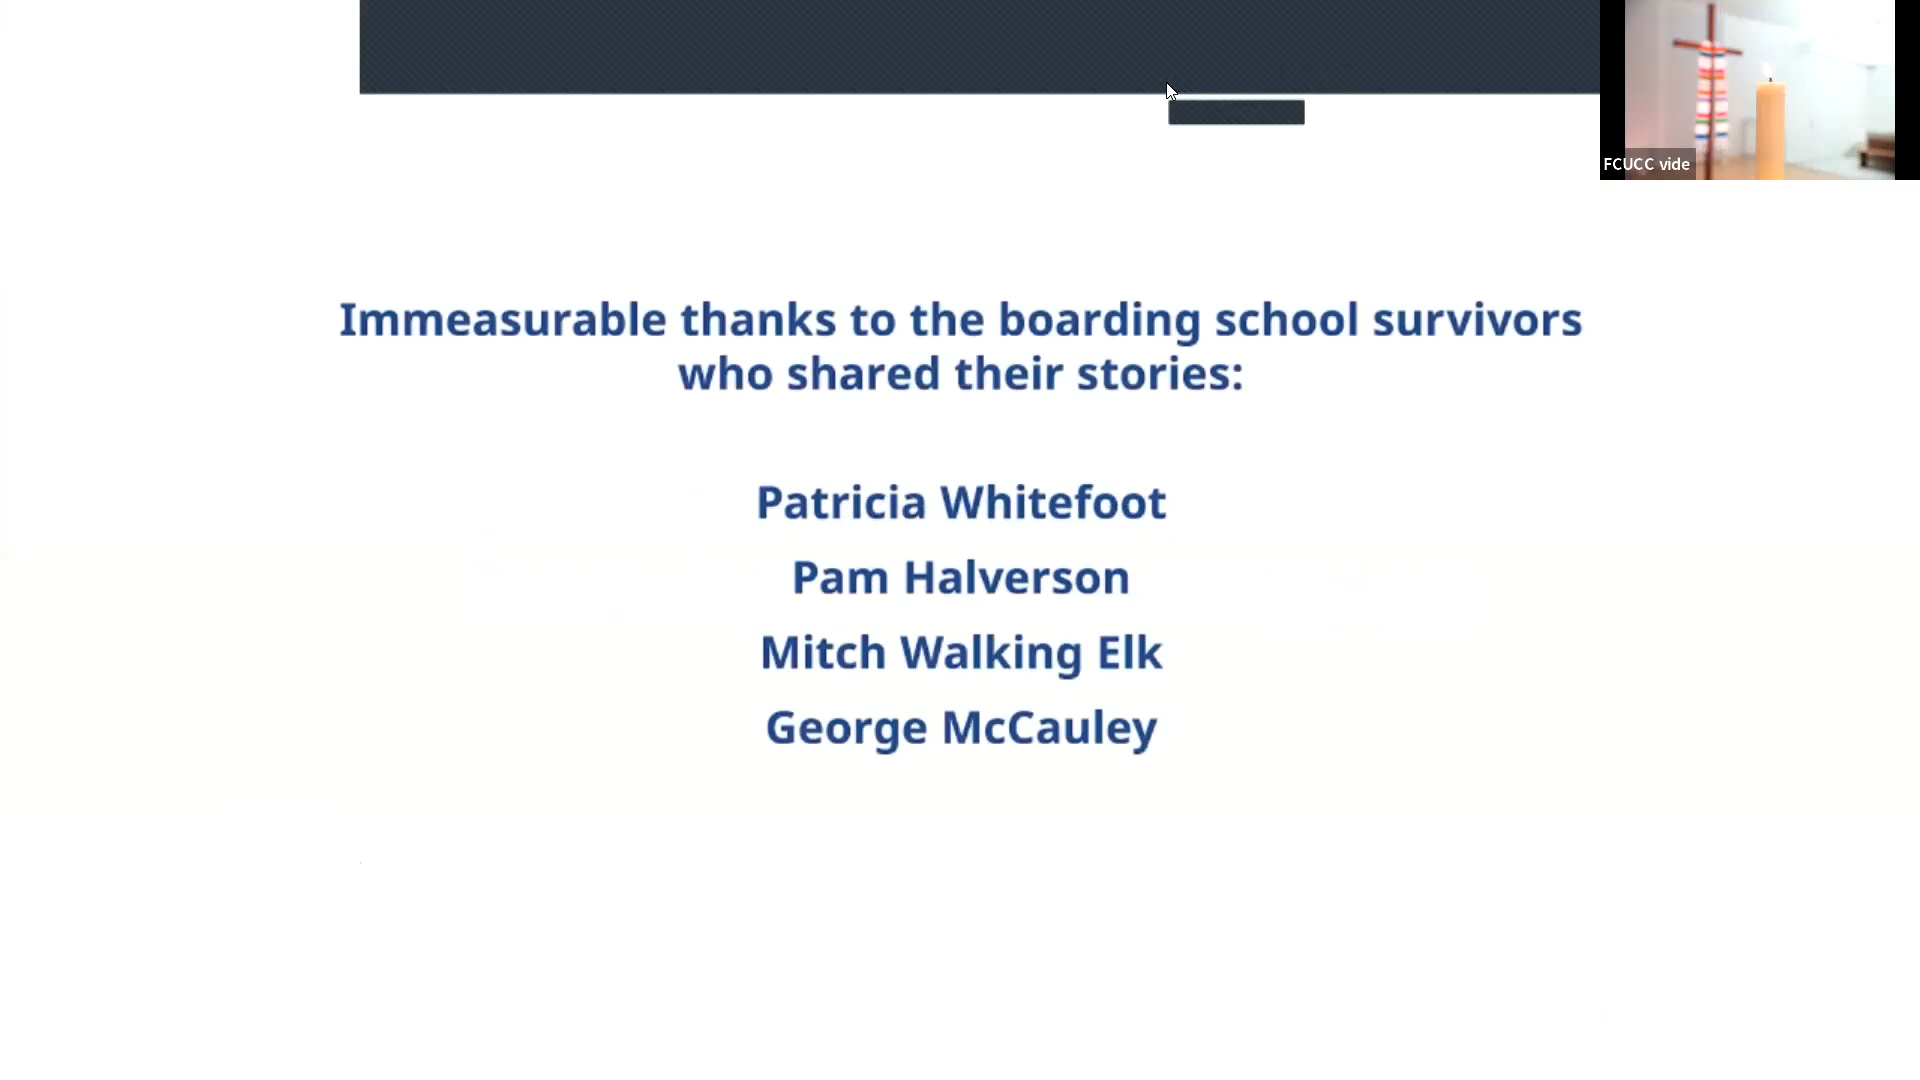 FCUCC vide
Immeasurable thanks to the boarding school survivors
who shared their stories:
Patricia Whitefoot
Pam Halverson
Mitch Walking Elk
George McCauley